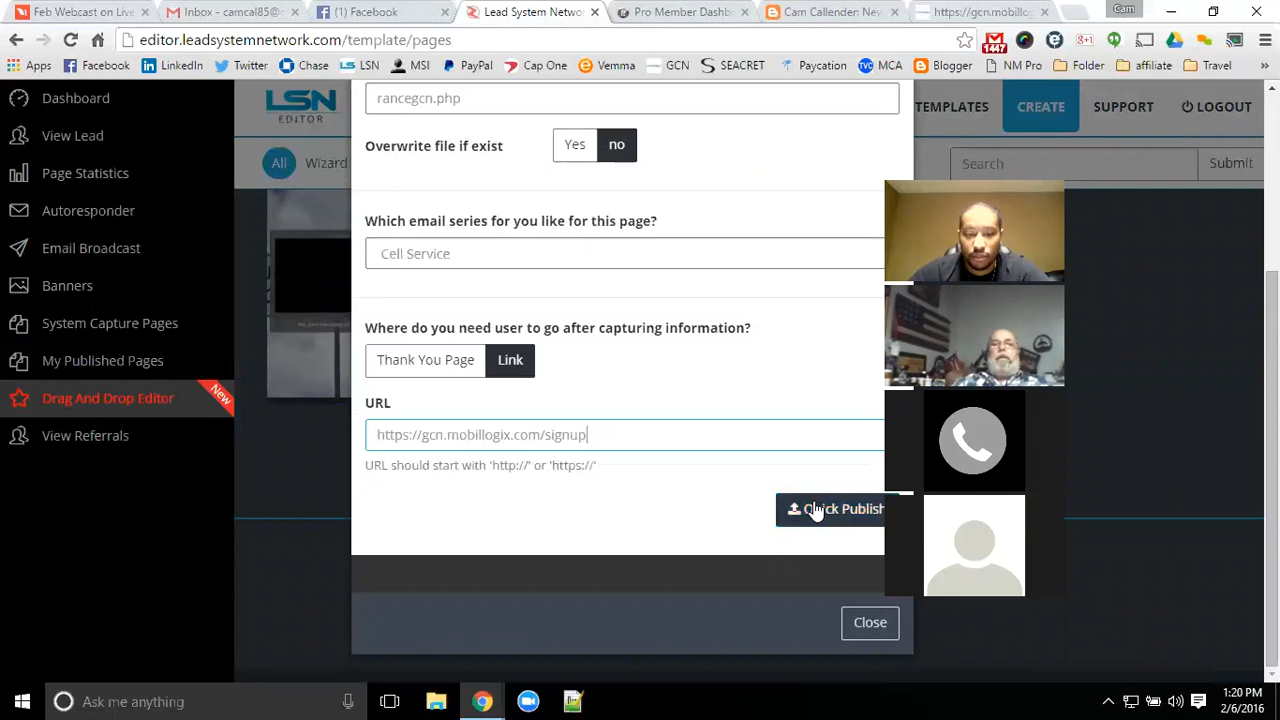 Feb Webcast on Live
Inbox - camcal85@
(1) Facebook
Lead System Networ
Pro Member Dashb
Cam Callender: New
https://gcn.mobillog
Cam
editor.leadsystemnetwork.com/template/pages
1447
Apps
Facebook
LinkedIn
Twitter
Chase
LSN
MSI
PayPal
Cap One
Vemma
GCN
SEACRET
Paycation
MCA
Blogger
NM Pro
Folder
affiliate
Travel
Dashboard
View Lead
Page Statistics
Autoresponder
Email Broadcast
Banners
System Capture Pages
My Published Pages
Drag And Drop Editor
New
View Referrals
LSN
EDITOR
TEMPLATES
CREATE
SUPPORT
LOGOUT
All
Wizard
Search
Submit
rancegcn.php
Overwrite file if exist
Yes
no
Which email series for you like for this page?
Cell Service
Where do you need user to go after capturing information?
Thank You Page
Link
URL
https://gcn.mobillogix.com/signup
URL should start with 'http://' or 'https://'
Quick Publish
Close
Ask me anything
1:20 PM
2/6/2016